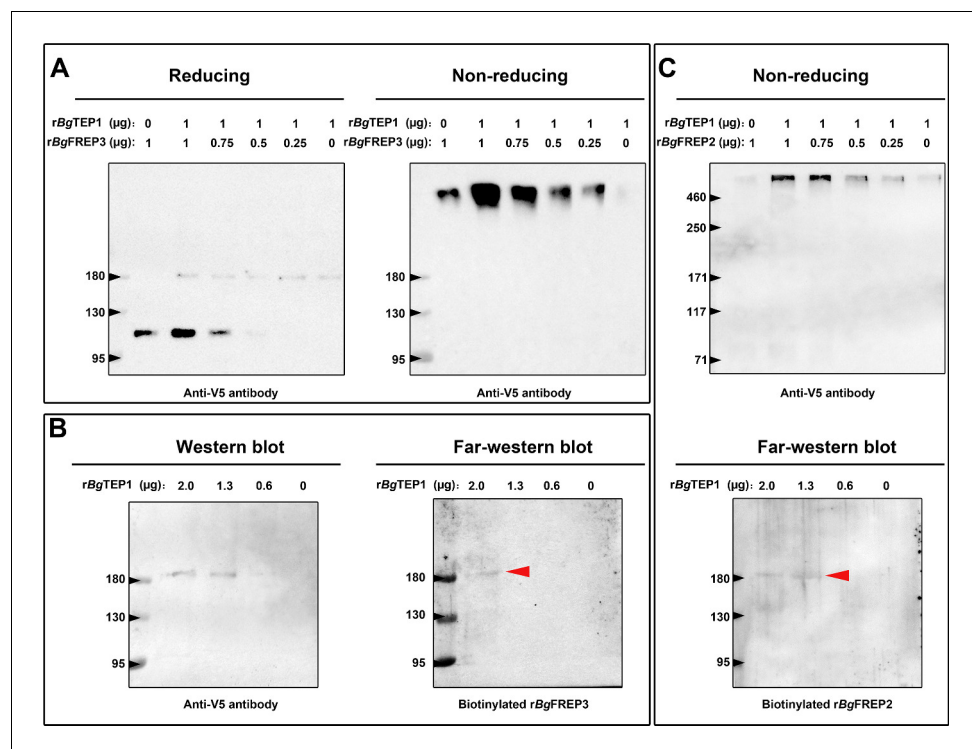 A
Reducing
Non-reducing
rBgTEP1 (µg): 0 1 1 1 1 1
rBgFREP3 (µg): 1 1 0.75 0.5 0.25 0
rBgTEP1 (µg): 0 1 1 1 1 1
rBgFREP3 (µg): 1 1 0.75 0.5 0.25 0
180
130
95
180
130
95
Anti-V5 antibody
Anti-V5 antibody
C
Non-reducing
rBgTEP1 (µg): 0 1 1 1 1 1
rBgFREP2 (µg): 1 1 0.75 0.5 0.25 0
460
250
171
117
71
Anti-V5 antibody
B
Western blot
Far-western blot
rBgTEP1 (µg): 2.0 1.3 0.6 0
rBgTEP1 (µg): 2.0 1.3 0.6 0
180
130
95
180
130
95
Anti-V5 antibody
Biotinylated rBgFREP3
Far-western blot
rBgTEP1 (µg): 2.0 1.3 0.6 0
180
130
95
Biotinylated rBgFREP2